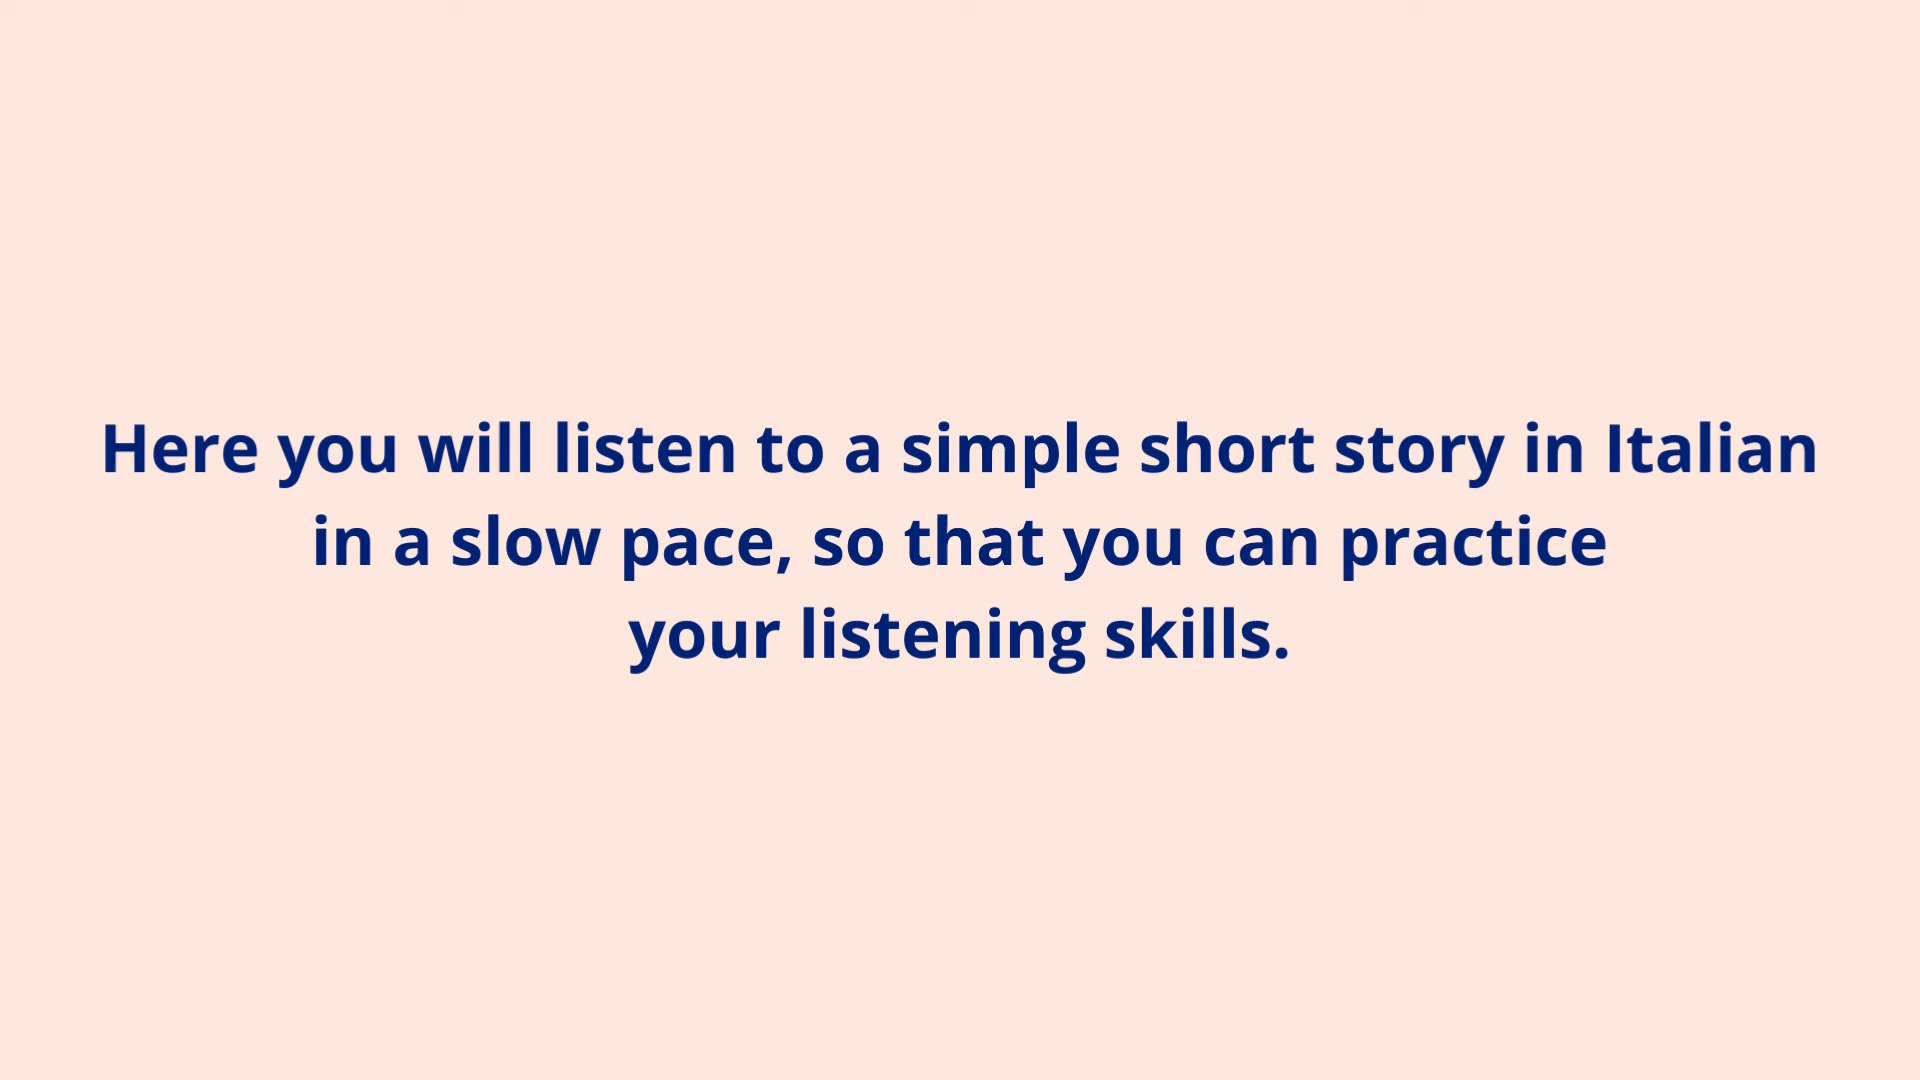 Here you will listen to a simple short story in Italian
in a slow pace, so that you can practice
your listening skills.